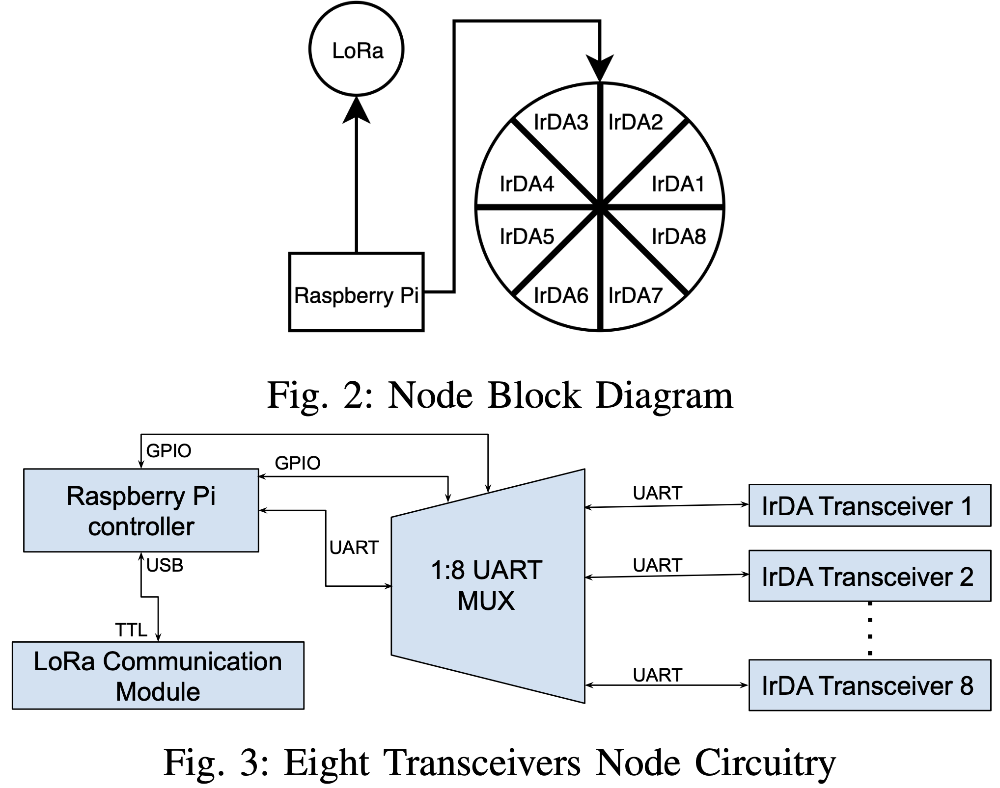 LoRa
IrDA3
IrDA2
IrDA4
IrDA1
IrDA5
IrDA8
Raspberry Pi
IrDA6
IrDA7
Fig. 2: Node Block Diagram
GPIO
GPIO
Raspberry Pi
controller
UART
IrDA Transceiver 1
UART
USB
1:8 UART
MUX
UART
IrDA Transceiver 2
TTL
LoRa Communication
Module
UART
IrDA Transceiver 8
Fig. 3: Eight Transceivers Node Circuitry